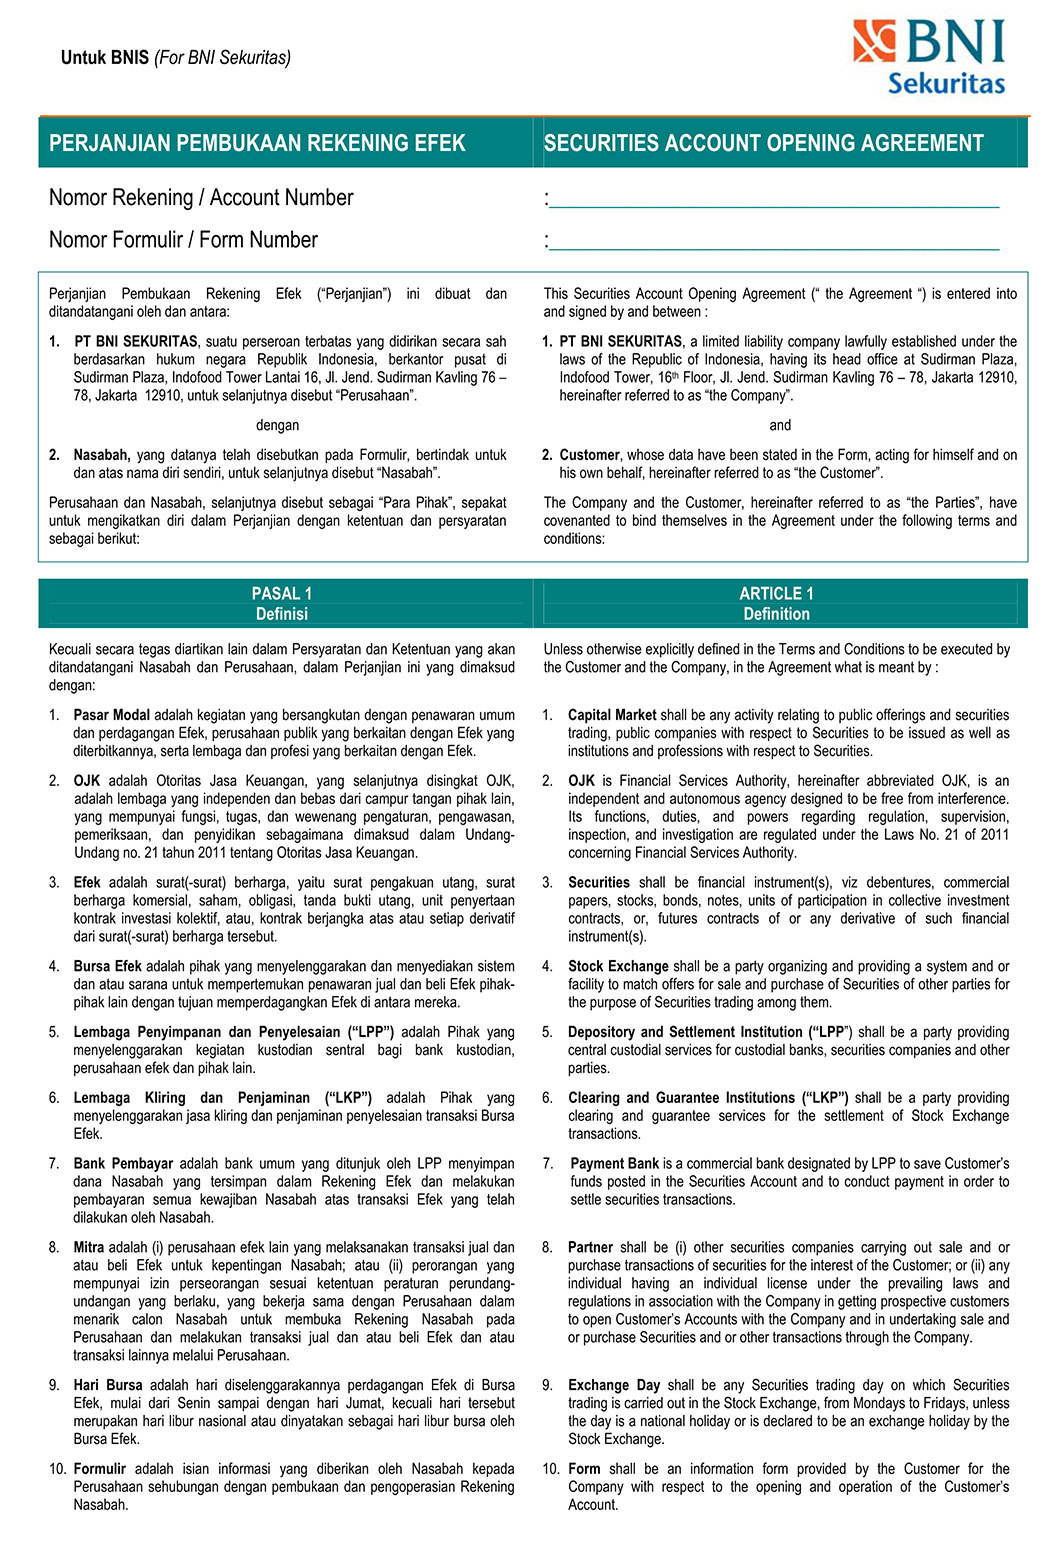 Untuk BNIS (For BNI Sekuritas)
BNI
Sekuritas
PERJANJIAN PEMBUKAAN REKENING EFEK
SECURITIES ACCOUNT OPENING AGREEMENT
Nomor Rekening / Account Number :
Nomor Formulir / Form Number :
Perjanjian Pembukaan Rekening Efek (“Perjanjian”) ini dibuat dan
ditandatangani oleh dan antara:
1. PT BNI SEKURITAS, suatu perseroan terbatas yang didirikan secara sah
berdasarkan hukum negara Republik Indonesia, berkantor pusat di
Sudirman Plaza, Indofood Tower Lantai 16, Jl. Jend. Sudirman Kavling 76 –
78, Jakarta 12910, untuk selanjutnya disebut “Perusahaan”.
dengan
2. Nasabah, yang datanya telah disebutkan pada Formulir, bertindak untuk
dan atas nama diri sendiri, untuk selanjutnya disebut “Nasabah”.
Perusahaan dan Nasabah, selanjutnya disebut sebagai “Para Pihak”, sepakat
untuk mengikatkan diri dalam Perjanjian dengan ketentuan dan persyaratan
sebagai berikut:
This Securities Account Opening Agreement (“ the Agreement “) is entered into
and signed by and between :
1. PT BNI SEKURITAS, a limited liability company lawfully established under the
laws of the Republic of Indonesia, having its head office at Sudirman Plaza,
Indofood Tower, 16th Floor, Jl. Jend. Sudirman Kavling 76 – 78, Jakarta 12910,
hereinafter referred to as “the Company”.
and
2. Customer, whose data have been stated in the Form, acting for himself and on
his own behalf, hereinafter referred to as “the Customer”.
The Company and the Customer, hereinafter referred to as “the Parties”, have
covenanted to bind themselves in the Agreement under the following terms and
conditions:
PASAL 1
Definisi
ARTICLE 1
Definition
Kecuali secara tegas diartikan lain dalam Persyaratan dan Ketentuan yang akan
ditandatangani Nasabah dan Perusahaan, dalam Perjanjian ini yang dimaksud
dengan:
1. Pasar Modal adalah kegiatan yang bersangkutan dengan penawaran umum
dan perdagangan Efek, perusahaan publik yang berkaitan dengan Efek yang
diterbitkannya, serta lembaga dan profesi yang berkaitan dengan Efek.
2. OJK adalah Otoritas Jasa Keuangan, yang selanjutnya disingkat OJK,
adalah lembaga yang independen dan bebas dari campur tangan pihak lain,
yang mempunyai fungsi, tugas, dan wewenang pengaturan, pengawasan,
pemeriksaan, dan penyidikan sebagaimana dimaksud dalam Undang-
Undang no. 21 tahun 2011 tentang Otoritas Jasa Keuangan.
3. Efek adalah surat(-surat) berharga, yaitu surat pengakuan utang, surat
berharga komersial, saham, obligasi, tanda bukti utang, unit penyertaan
kontrak investasi kolektif, atau, kontrak berjangka atas atau setiap derivatif
dari surat(-surat) berharga tersebut.
4. Bursa Efek adalah pihak yang menyelenggarakan dan menyediakan sistem
dan atau sarana untuk mempertemukan penawaran jual dan beli Efek pihak-
pihak lain dengan tujuan memperdagangkan Efek di antara mereka.
5. Lembaga Penyimpanan dan Penyelesaian (“LPP”) adalah Pihak yang
menyelenggarakan kegiatan kustodian sentral bagi bank kustodian,
perusahaan efek dan pihak lain.
6. Lembaga Kliring dan Penjaminan (“LKP”) adalah Pihak yang
menyelenggarakan jasa kliring dan penjaminan penyelesaian transaksi Bursa
Efek.
7. Bank Pembayar adalah bank umum yang ditunjuk oleh LPP menyimpan
dana Nasabah yang tersimpan dalam Rekening Efek dan melakukan
pembayaran semua kewajiban Nasabah atas transaksi Efek yang telah
dilakukan oleh Nasabah.
8. Mitra adalah (i) perusahaan efek lain yang melaksanakan transaksi jual dan
atau beli Efek untuk kepentingan Nasabah; atau (ii) perorangan yang
mempunyai izin perseorangan sesuai ketentuan peraturan perundang-
undangan yang berlaku, yang bekerja sama dengan Perusahaan dalam
menarik calon Nasabah untuk membuka Rekening Nasabah pada
Perusahaan dan melakukan transaksi jual dan atau beli Efek dan atau
transaksi lainnya melalui Perusahaan.
9. Hari Bursa adalah hari diselenggarakannya perdagangan Efek di Bursa
Efek, mulai dari Senin sampai dengan hari Jumat, kecuali hari tersebut
merupakan hari libur nasional atau dinyatakan sebagai hari libur bursa oleh
Bursa Efek.
10. Formulir adalah isian informasi yang diberikan oleh Nasabah kepada
Perusahaan sehubungan dengan pembukaan dan pengoperasian Rekening
Nasabah.
Unless otherwise explicitly defined in the Terms and Conditions to be executed by
the Customer and the Company, in the Agreement what is meant by :
1. Capital Market shall be any activity relating to public offerings and securities
trading, public companies with respect to Securities to be issued as well as
institutions and professions with respect to Securities.
2. OJK is Financial Services Authority, hereinafter abbreviated OJK, is an
independent and autonomous agency designed to be free from interference.
Its functions, duties, and powers regarding regulation, supervision,
inspection, and investigation are regulated under the Laws No. 21 of 2011
concerning Financial Services Authority.
3. Securities shall be financial instrument(s), viz debentures, commercial
papers, stocks, bonds, notes, units of participation in collective investment
contracts, or, futures contracts of or any derivative of such financial
instrument(s).
4. Stock Exchange shall be a party organizing and providing a system and or
facility to match offers for sale and purchase of Securities of other parties for
the purpose of Securities trading among them.
5. Depository and Settlement Institution (“LPP”) shall be a party providing
central custodial services for custodial banks, securities companies and other
parties.
6. Clearing and Guarantee Institutions (“LKP”) shall be a party providing
clearing and guarantee services for the settlement of Stock Exchange
transactions.
7. Payment Bank is a commercial bank designated by LPP to save Customer’s
funds posted in the Securities Account and to conduct payment in order to
settle securities transactions.
8. Partner shall be (i) other securities companies carrying out sale and or
purchase transactions of securities for the interest of the Customer; or (ii) any
individual having an individual license under the prevailing laws and
regulations in association with the Company in getting prospective customers
to open Customer’s Accounts with the Company and in undertaking sale and
or purchase Securities and or other transactions through the Company.
9. Exchange Day shall be any Securities trading day on which Securities
trading is carried out in the Stock Exchange, from Mondays to Fridays, unless
the day is a national holiday or is declared to be an exchange holiday by the
Stock Exchange.
10. Form shall be an information form provided by the Customer for the
Company with respect to the opening and operation of the Customer’s
Account.